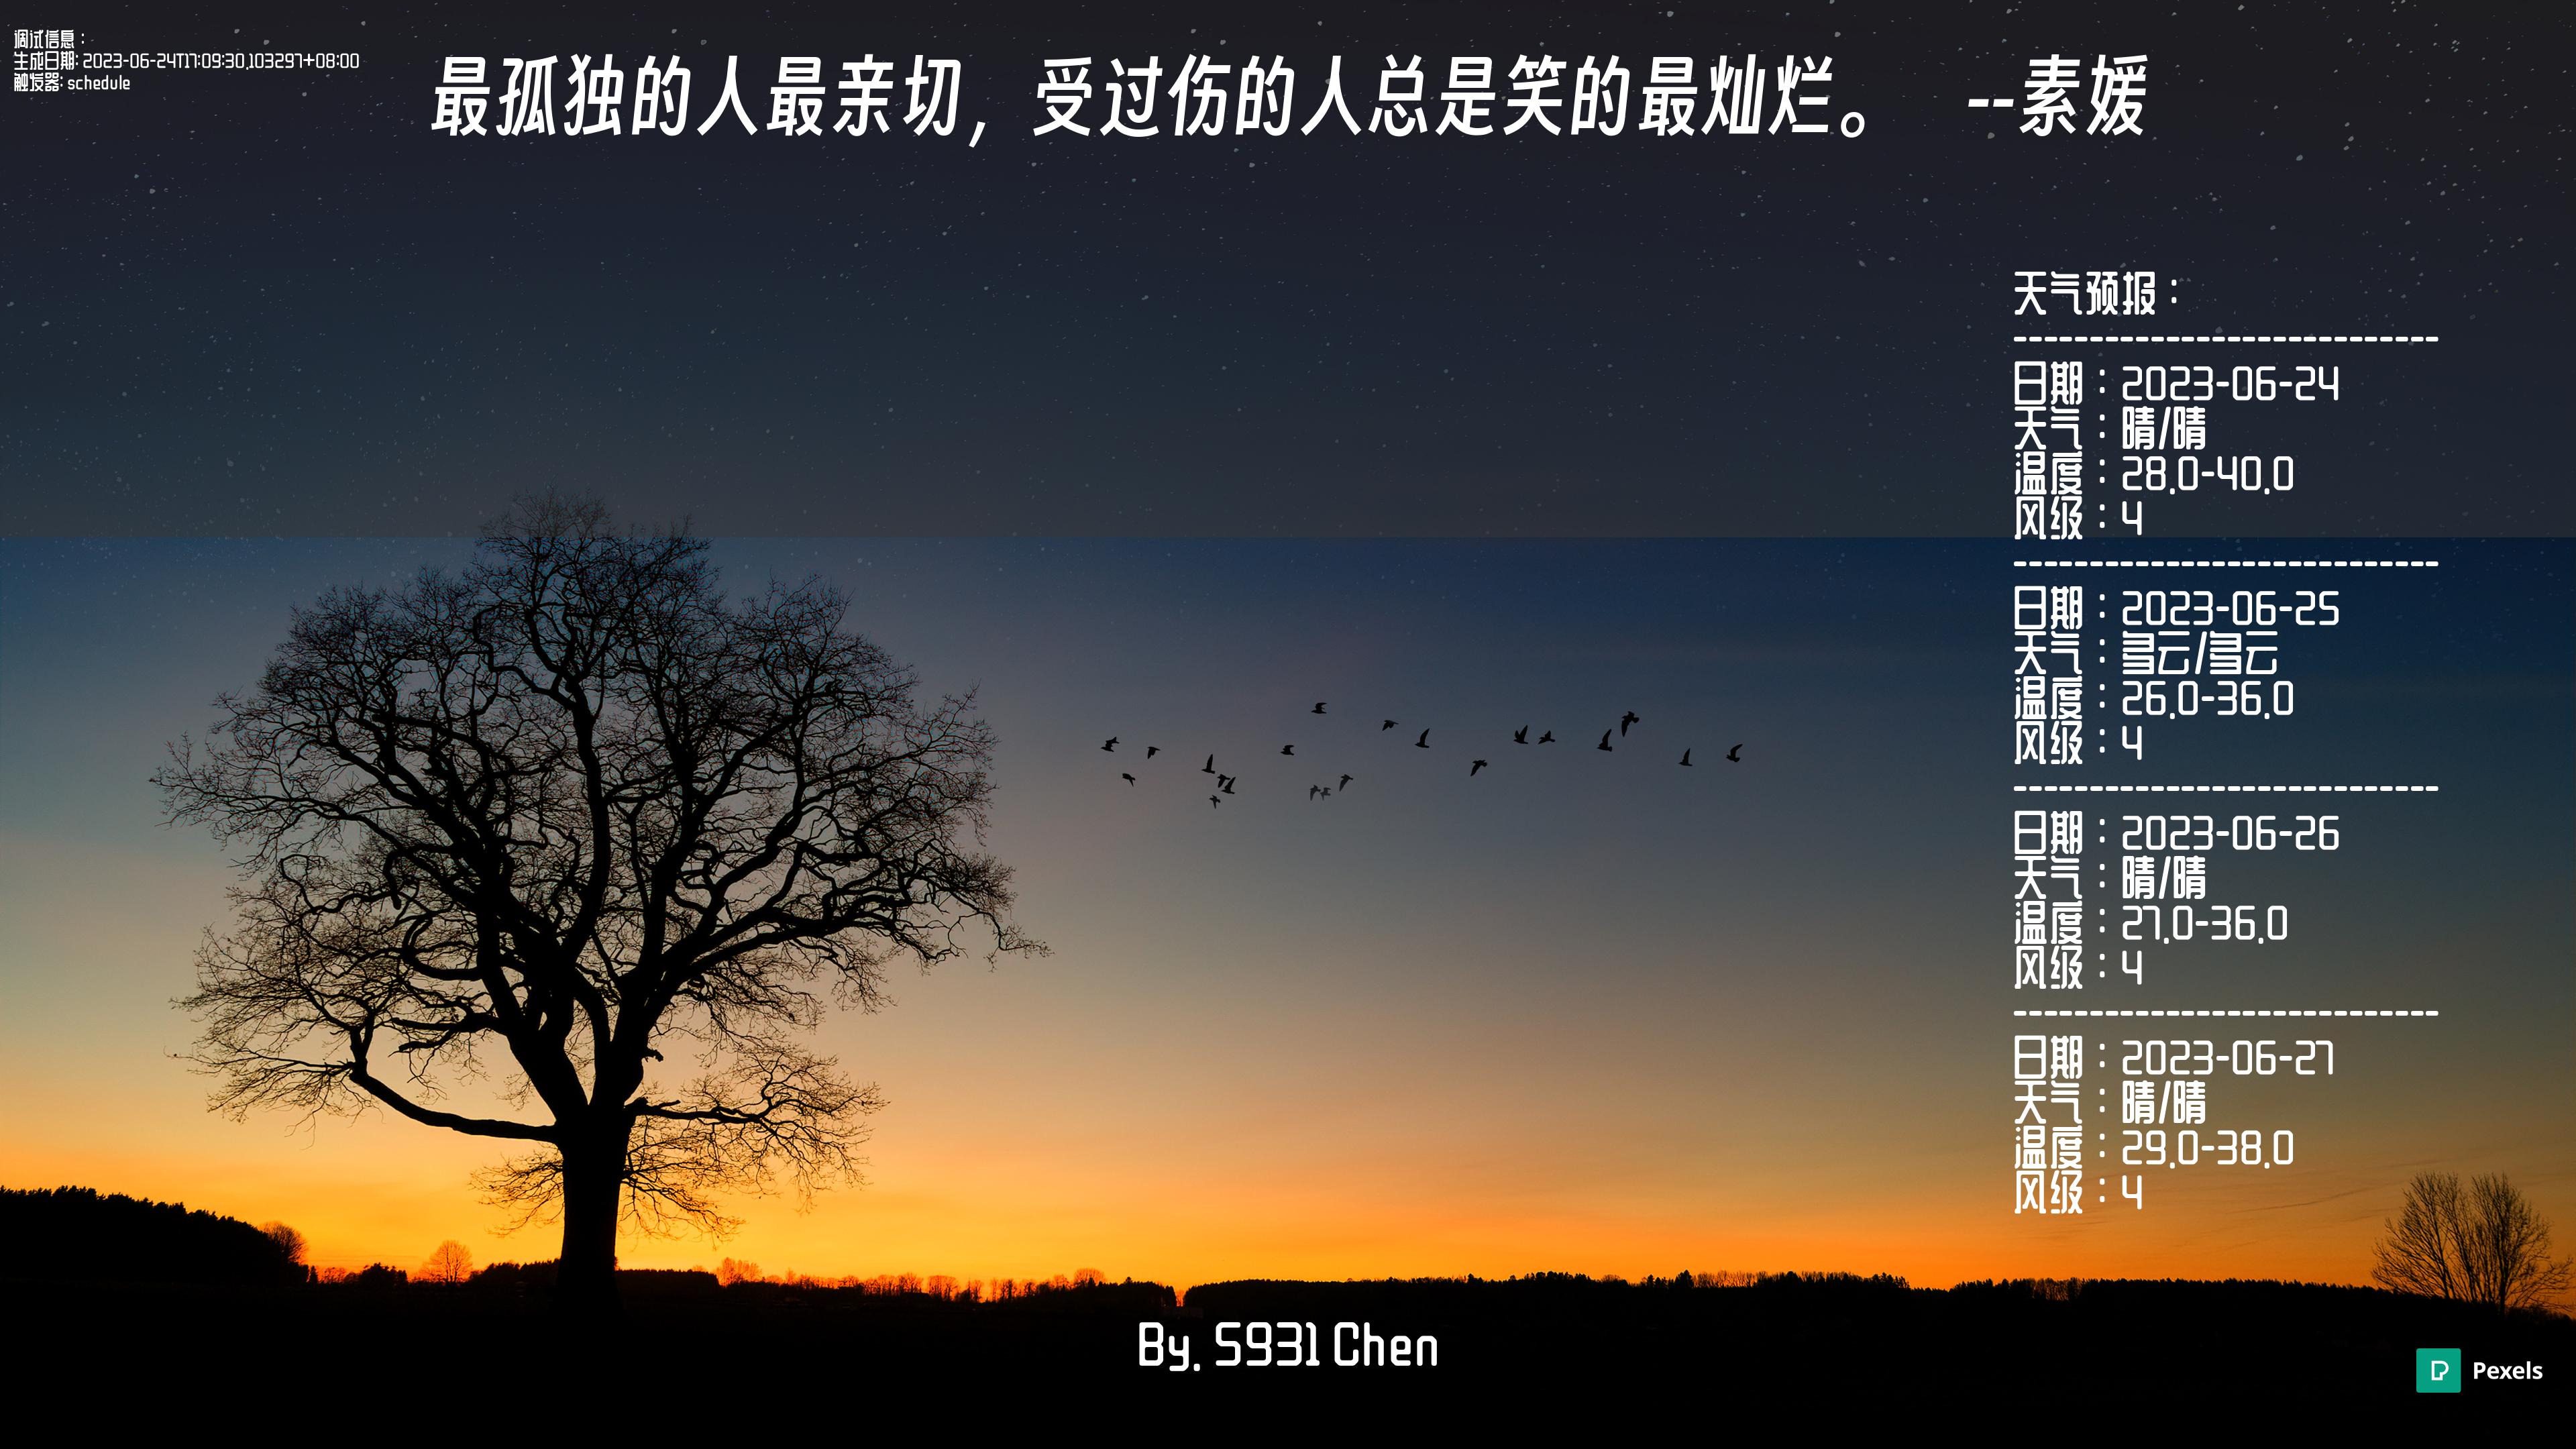 调试信息：
生成日期: 2023-06-24T17:09:30.103297+08:00
触发器: schedule
最孤独的人最亲切，受过伤的人总是笑的最灿烂。 --素媛
天气预报：
----------------------------
日期：2023-06-24
天气：晴/晴
温度：28.0-40.0
风级：4
----------------------------
日期：2023-06-25
天气：多云/多云
温度：26.0-36.0
风级：4
----------------------------
日期：2023-06-26
天气：晴/晴
温度：27.0-36.0
风级：4
----------------------------
日期：2023-06-27
天气：晴/晴
温度：29.0-38.0
风级：4
By. S931 Chen
Pexels